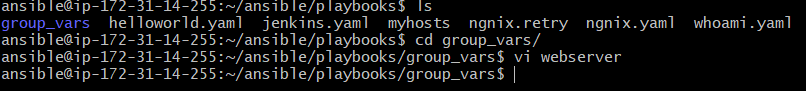 ansible@ip-172-31-14-255:~/ansible/playbooks$ ls
group_vars  helloworld.yaml  jenkins.yaml  myhosts  ngnix.retry  ngnix.yaml  whoami.yaml
ansible@ip-172-31-14-255:~/ansible/playbooks$ cd group_vars/
ansible@ip-172-31-14-255:~/ansible/playbooks/group_vars$ vi webserver
ansible@ip-172-31-14-255:~/ansible/playbooks/group_vars$